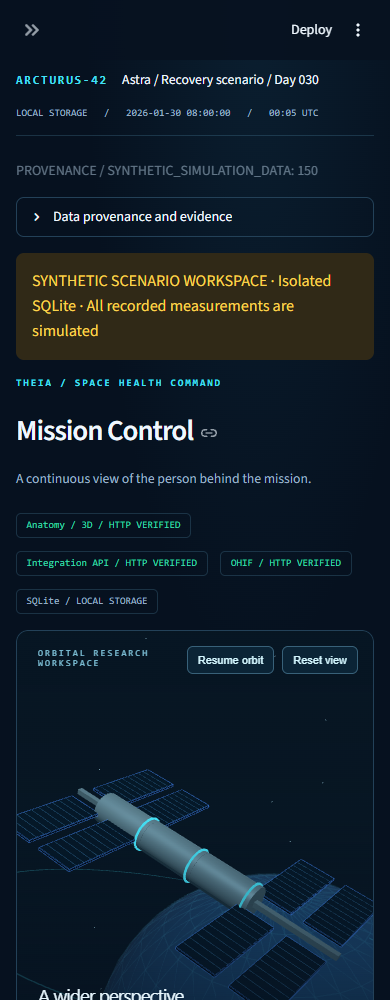 Deploy
ARCTURUS-42 Astra / Recovery scenario / Day 030
LOCAL STORAGE / 2026-01-30 08:00:00 / 00:05 UTC
PROVENANCE / SYNTHETIC_SIMULATION_DATA: 150
Data provenance and evidence
SYNTHETIC SCENARIO WORKSPACE · Isolated
SQLite · All recorded measurements are
simulated
THEIA / SPACE HEALTH COMMAND
Mission Control
A continuous view of the person behind the mission.
Anatomy / 3D / HTTP VERIFIED
Integration API / HTTP VERIFIED OHIF / HTTP VERIFIED
SQLite / LOCAL STORAGE
ORBITAL RESEARCH
WORKSPACE
Resume orbit Reset view
A wider perspective